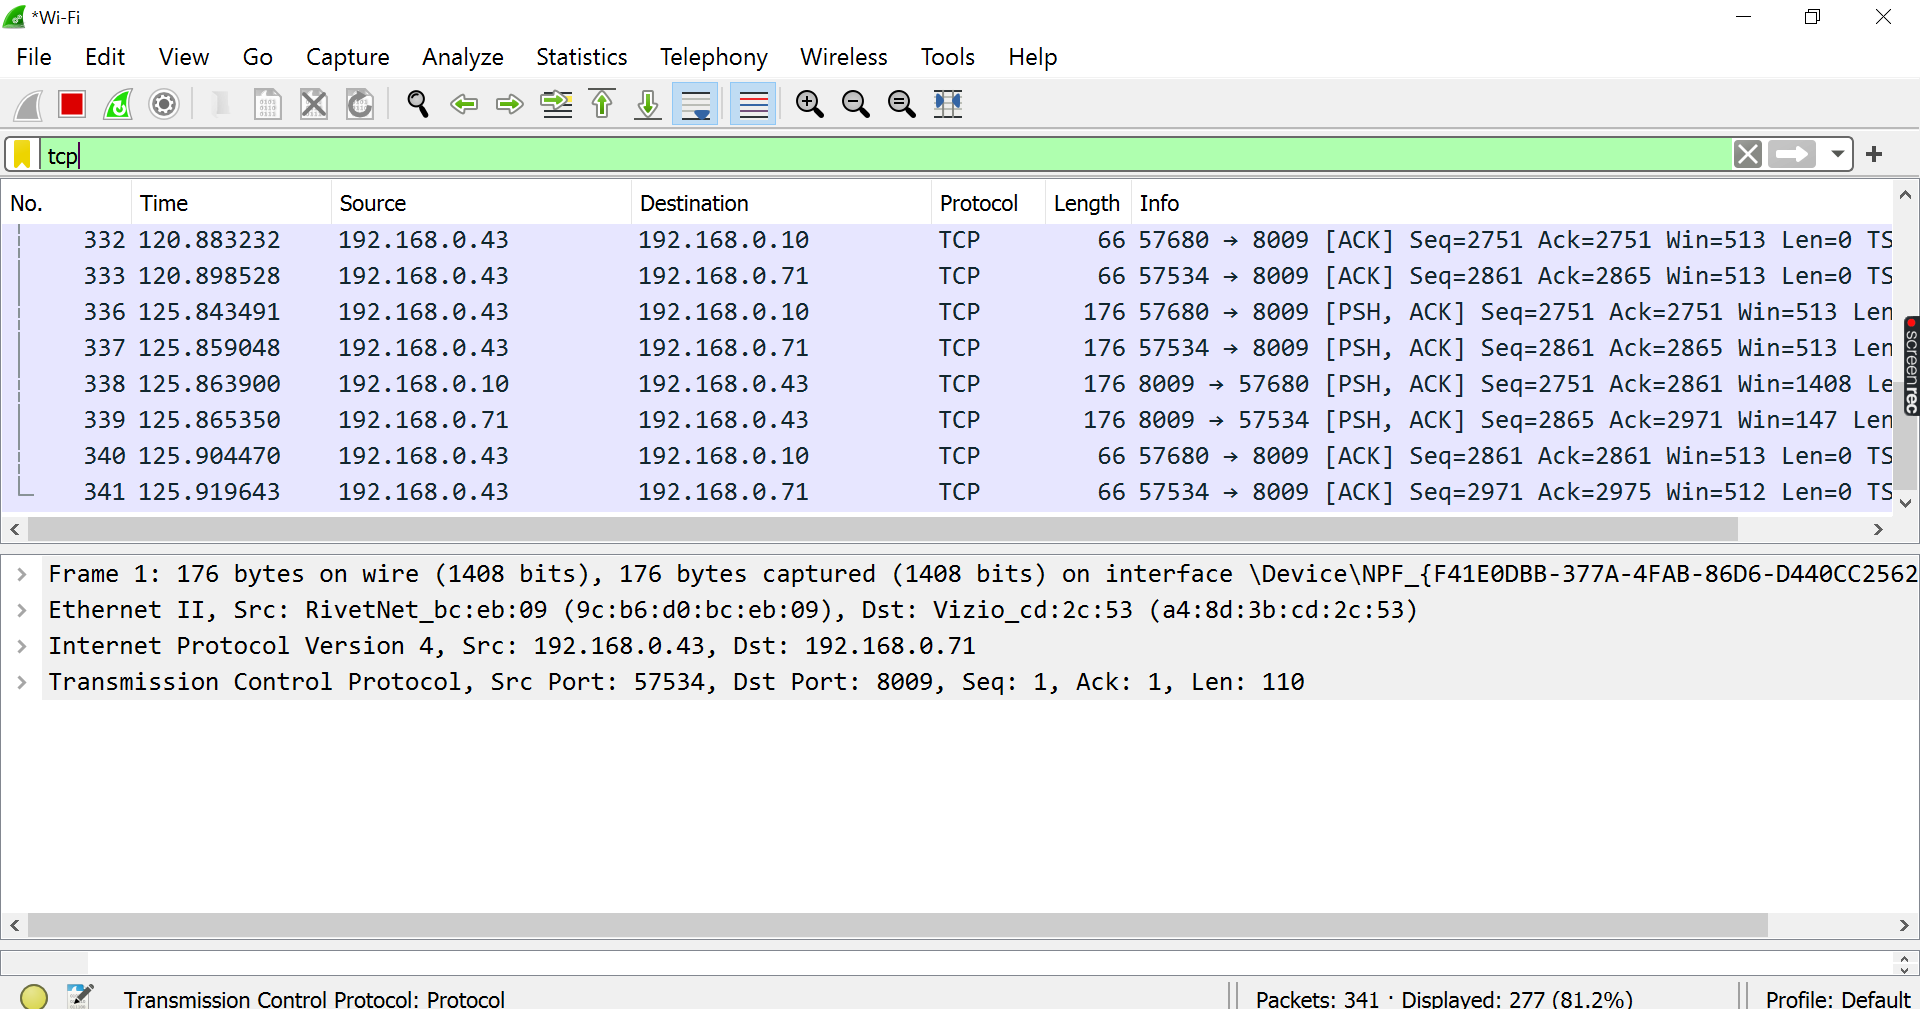 *Wi-Fi
File Edit View Go Capture Analyze Statistics Telephony Wireless Tools Help
tcp
No. Time Source Destination Protocol Length Info
332 120.883232 192.168.0.43 192.168.0.10 TCP 66 57680 → 8009 [ACK] Seq=2751 Ack=2751 Win=513 Len=0 TS
333 120.898528 192.168.0.43 192.168.0.71 TCP 66 57534 → 8009 [ACK] Seq=2861 Ack=2865 Win=513 Len=0 TS
336 125.843491 192.168.0.43 192.168.0.10 TCP 176 57680 → 8009 [PSH, ACK] Seq=2751 Ack=2751 Win=513 Len
337 125.859048 192.168.0.43 192.168.0.71 TCP 176 57534 → 8009 [PSH, ACK] Seq=2861 Ack=2865 Win=513 Len
338 125.863900 192.168.0.10 192.168.0.43 TCP 176 8009 → 57680 [PSH, ACK] Seq=2751 Ack=2861 Win=1408 Le
339 125.865350 192.168.0.71 192.168.0.43 TCP 176 8009 → 57534 [PSH, ACK] Seq=2865 Ack=2971 Win=147 Len
340 125.904470 192.168.0.43 192.168.0.10 TCP 66 57680 → 8009 [ACK] Seq=2861 Ack=2861 Win=513 Len=0 TS
341 125.919643 192.168.0.43 192.168.0.71 TCP 66 57534 → 8009 [ACK] Seq=2971 Ack=2975 Win=512 Len=0 TS
screenrec
Frame 1: 176 bytes on wire (1408 bits), 176 bytes captured (1408 bits) on interface \Device\NPF_{F41E0DBB-377A-4FAB-86D6-D440CC2562
Ethernet II, Src: RivetNet_bc:eb:09 (9c:b6:d0:bc:eb:09), Dst: Vizio_cd:2c:53 (a4:8d:3b:cd:2c:53)
Internet Protocol Version 4, Src: 192.168.0.43, Dst: 192.168.0.71
Transmission Control Protocol, Src Port: 57534, Dst Port: 8009, Seq: 1, Ack: 1, Len: 110
Transmission Control Protocol: Protocol
Packets: 341 · Displayed: 277 (81.2%)
Profile: Default